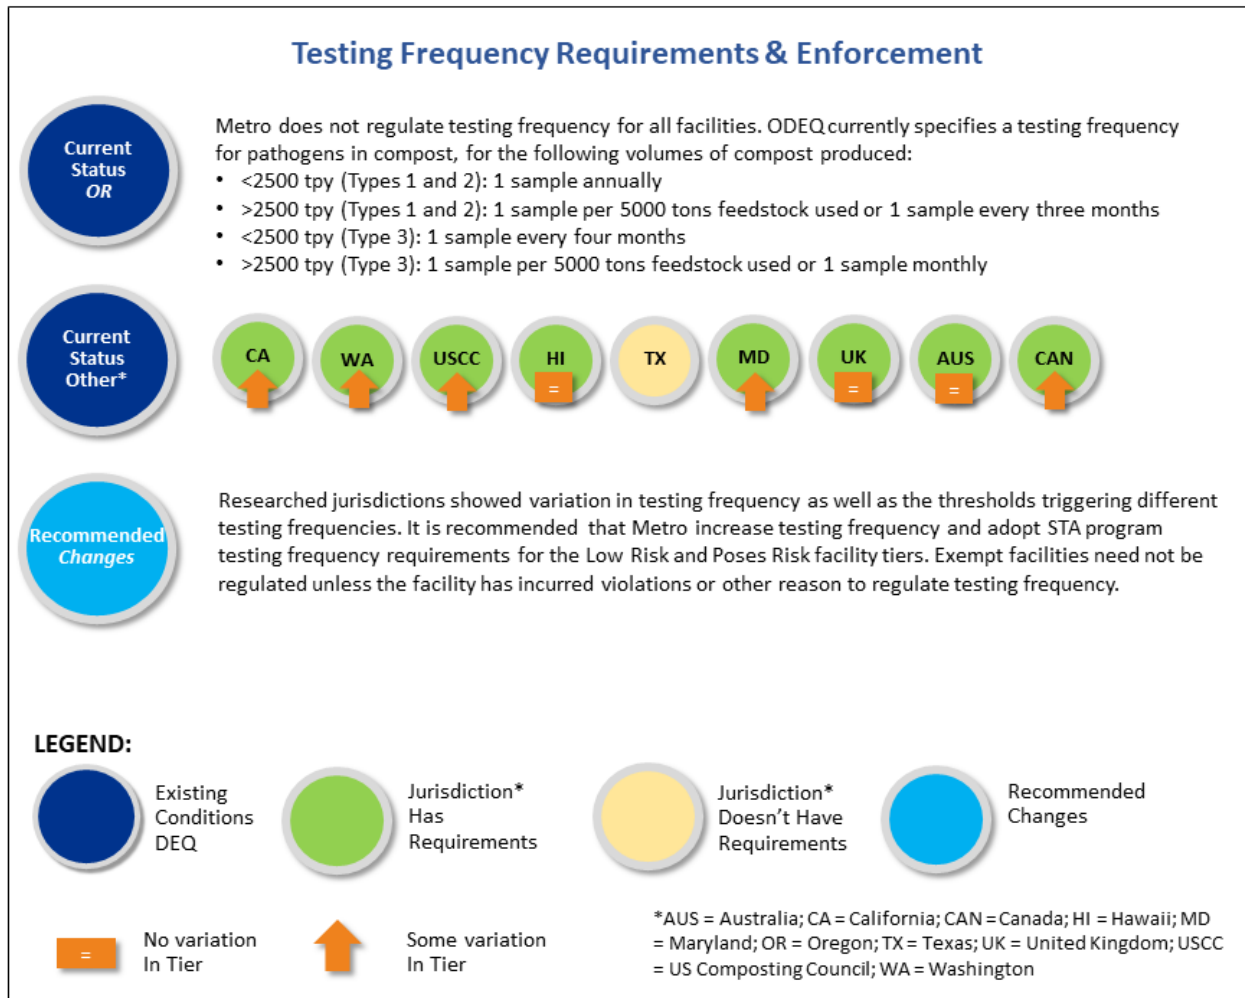 Testing Frequency Requirements & Enforcement
Current
Status
OR
Metro does not regulate testing frequency for all facilities. ODEQ currently specifies a testing frequency
for pathogens in compost, for the following volumes of compost produced:
• <2500 tpy (Types 1 and 2): 1 sample annually
• >2500 tpy (Types 1 and 2): 1 sample per 5000 tons feedstock used or 1 sample every three months
• <2500 tpy (Type 3): 1 sample every four months
• >2500 tpy (Type 3): 1 sample per 5000 tons feedstock used or 1 sample monthly
Current
Status
Other*
CA WA USCC HI TX MD UK AUS CAN
= = =
Recommended
Changes
Researched jurisdictions showed variation in testing frequency as well as the thresholds triggering different
testing frequencies. It is recommended that Metro increase testing frequency and adopt STA program
testing frequency requirements for the Low Risk and Poses Risk facility tiers. Exempt facilities need not be
regulated unless the facility has incurred violations or other reason to regulate testing frequency.
LEGEND:
Existing
Conditions
DEQ
Jurisdiction*
Has
Requirements
Jurisdiction*
Doesn't Have
Requirements
Recommended
Changes
=
No variation
In Tier
Some variation
In Tier
*AUS = Australia; CA = California; CAN = Canada; HI = Hawaii; MD
= Maryland; OR = Oregon; TX = Texas; UK = United Kingdom; USCC
= US Composting Council; WA = Washington